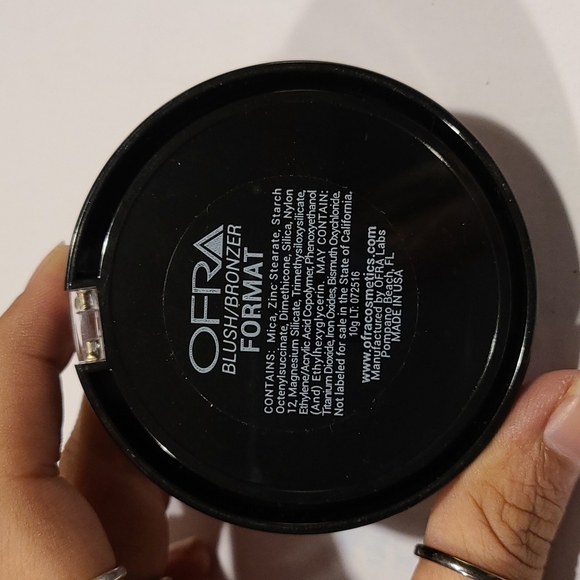 OFRA
BLUSH/BRONZER
FORMAT
CONTAINS: Mica, Zinc Stearate, Starch
Octenylsuccinate, Dimethicone, Silica, Nylon
12, Magnesium Silicate, Trimethylsiloxysilicate,
Ethylene/Acrylic Acid Copolymer, Phenoxyethanol
(And) Ethylhexyglycerin. MAY CONTAIN:
Titanium Dioxide, Iron Oxides, Bismuth Oxychloride.
Not labeled for sale in the State of California.
10g LT: 072516
www.ofracosmetics.com
Manufactured by OFRA Labs
Pompano Beach, FL
MADE IN USA